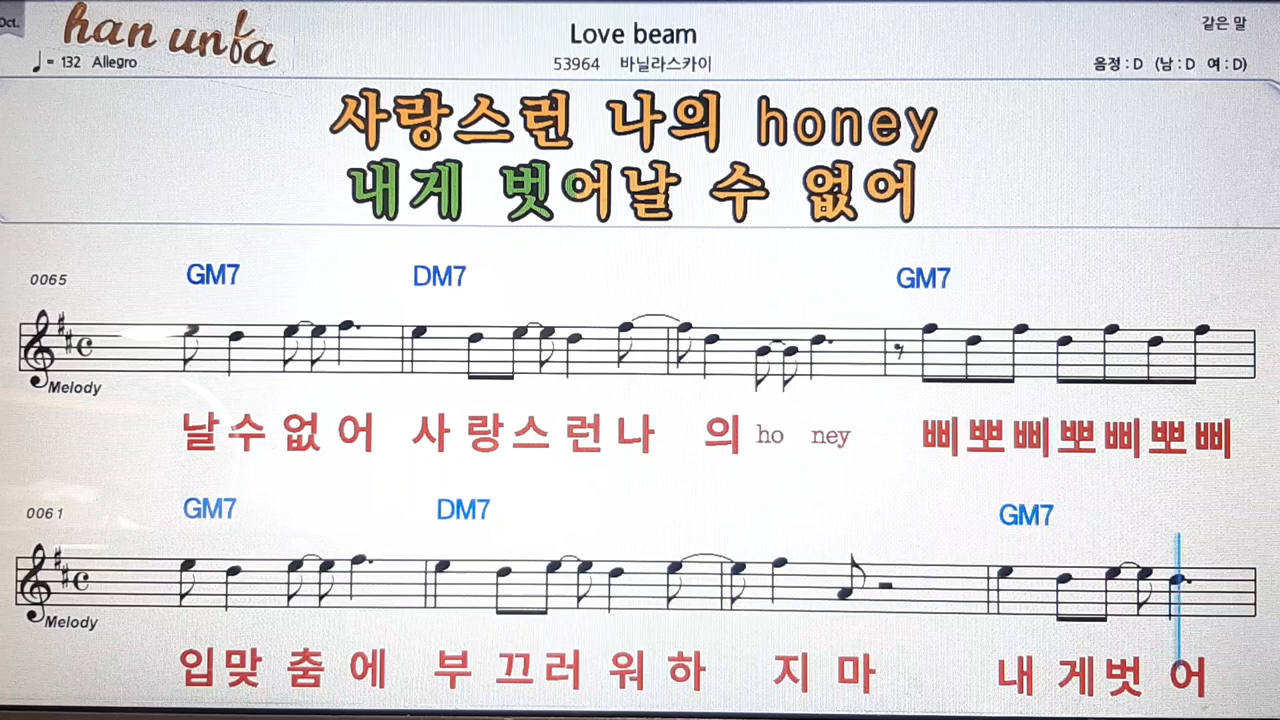 Oct.
han unfa
♩= 132 Allegro
Love beam
53964 바닐라스카이
같은 말
음정 : D (남 : D 여 : D)
사랑스런 나의 honey
내게 벗어날 수 없어
0065
GM7 DM7 GM7
Melody
날수 없 어 사 랑스 런나 의 ho ney 삐뽀삐뽀삐뽀삐
0061
GM7 DM7 GM7
Melody
입맞 춤 에 부 끄러 워 하 지 마 내 게벗 어